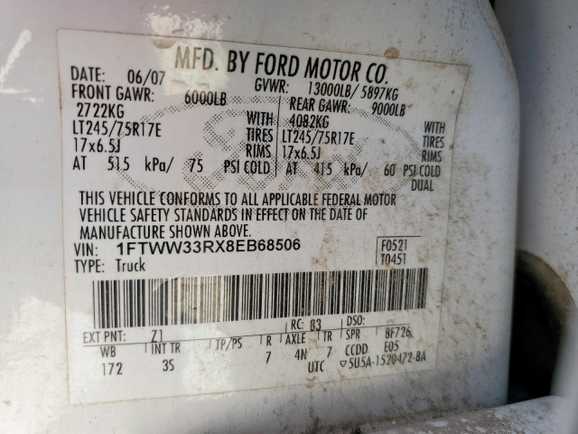 MFD. BY FORD MOTOR CO.
DATE: 06/07 GVWR: 13000LB/ 5897KG
FRONT GAWR: 6000LB REAR GAWR: 9000LB
2722KG 4082KG
LT245/75R17E TIRES LT245/75R17E TIRES
17x6.5J RIMS 17x6.5J RIMS
AT 515 kPa/ 75 PSI COLD AT 415 kPa/ 60 PSI COLD
DUAL
THIS VEHICLE CONFORMS TO ALL APPLICABLE FEDERAL MOTOR
VEHICLE SAFETY STANDARDS IN EFFECT ON THE DATE OF
MANUFACTURE SHOWN ABOVE.
VIN: 1FTWW33RX8EB68506 F0521
TYPE: Truck T0451
EXT PNT: Z1 RC: 83 DSO:
WB INT TR TP/PS R AXLE TR SPR BF726
172 3S 7 4N 7 CCDD E05
UTC ▽5U5A-1520472-BA